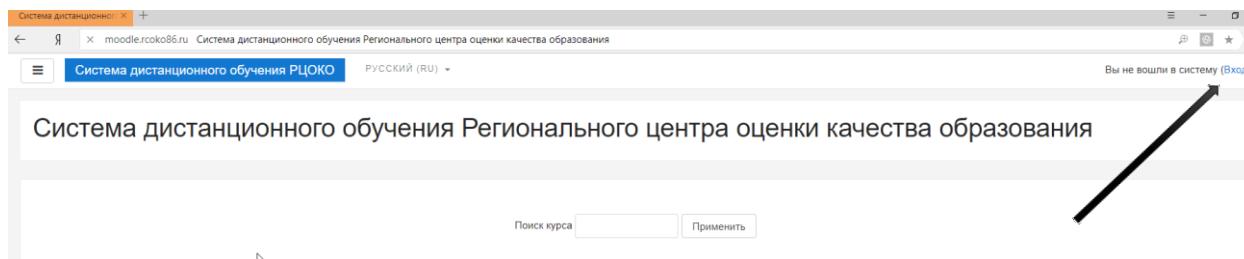 Система дистанционног
moodle.rcoko86.ru Система дистанционного обучения Регионального центра оценки качества образования
Система дистанционного обучения РЦОКО РУССКИЙ (RU) Вы не вошли в систему (Вход
Система дистанционного обучения Регионального центра оценки качества образования
Поиск курса Применить